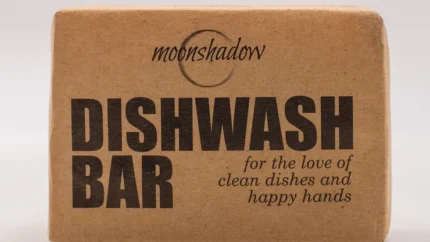 moonshadow
DISHWASH
BAR
for the love of
clean dishes and
happy hands